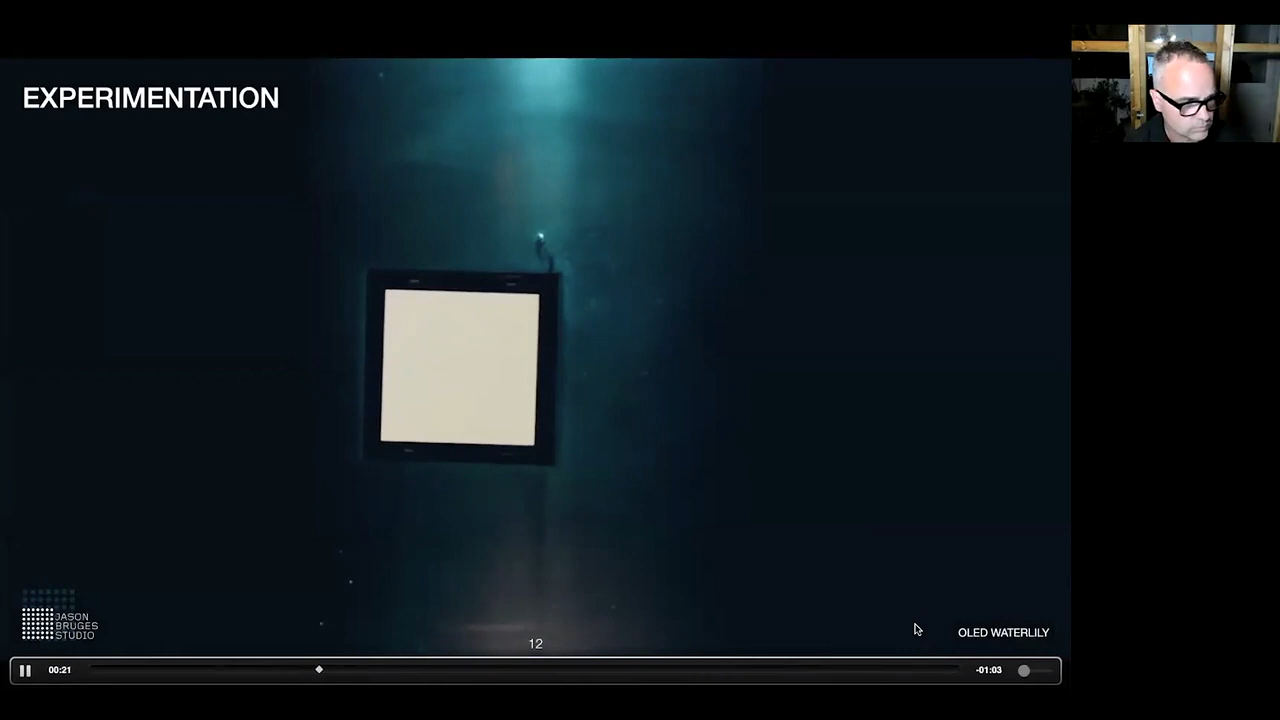 EXPERIMENTATION
JASON
BRUGES
STUDIO
12
OLED WATERLILY
00:21
-01:03